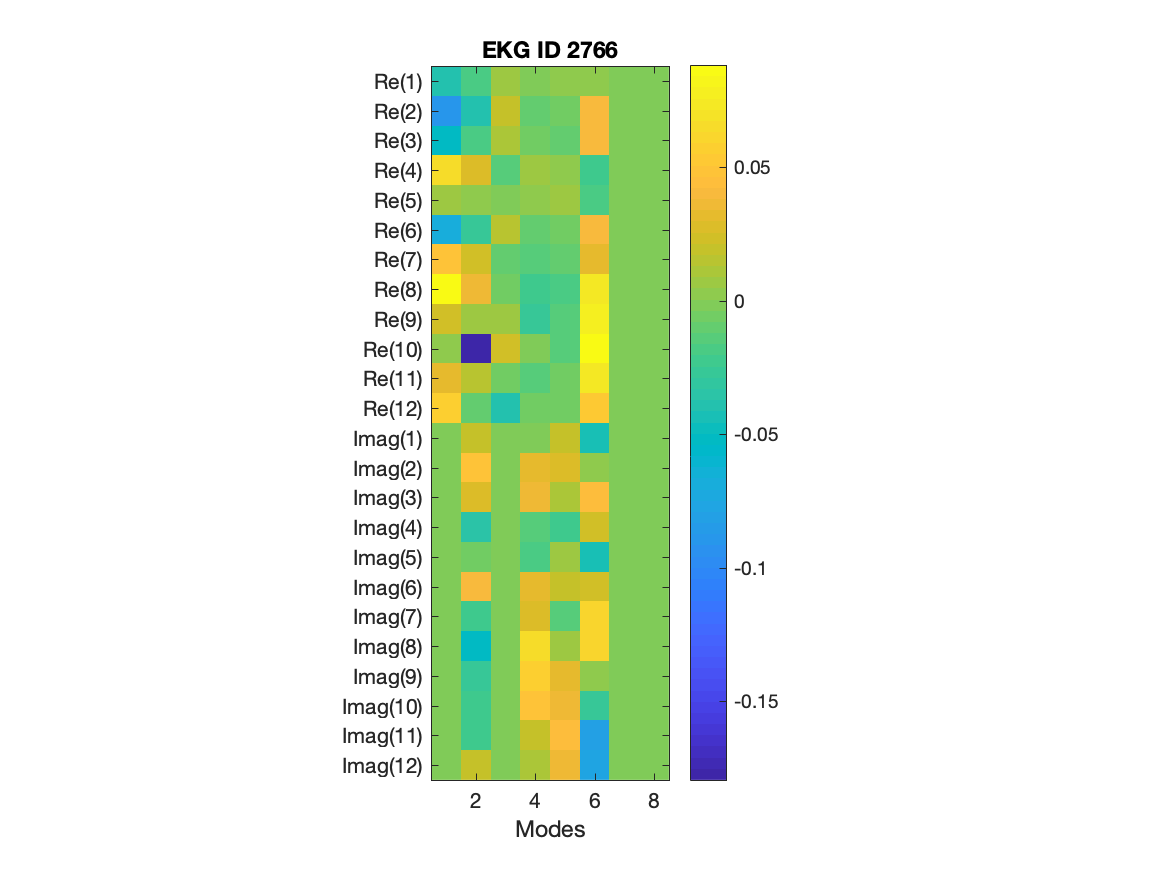 EKG ID 2766
Re(1)
Re(2)
Re(3)
Re(4)
Re(5)
Re(6)
Re(7)
Re(8)
Re(9)
Re(10)
Re(11)
Re(12)
Imag(1)
Imag(2)
Imag(3)
Imag(4)
Imag(5)
Imag(6)
Imag(7)
Imag(8)
Imag(9)
Imag(10)
Imag(11)
Imag(12)
2 4 6 8
Modes
0.05
0
-0.05
-0.1
-0.15